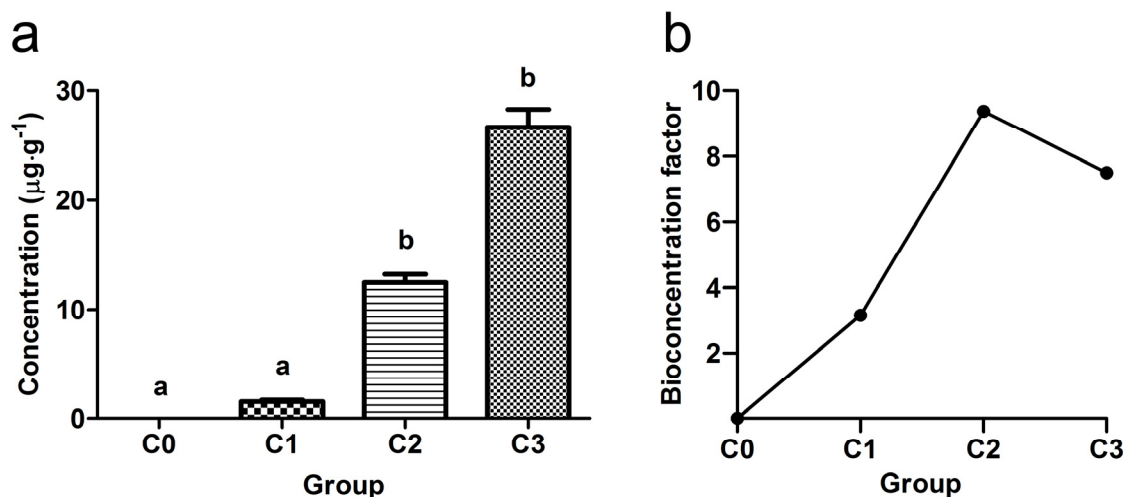 a
Concentration (μg·g⁻¹)
30
20
10
0
a
a
b
b
C0
C1
C2
C3
Group
b
Bioconcentration factor
10
8
6
4
2
C0
C1
C2
C3
Group